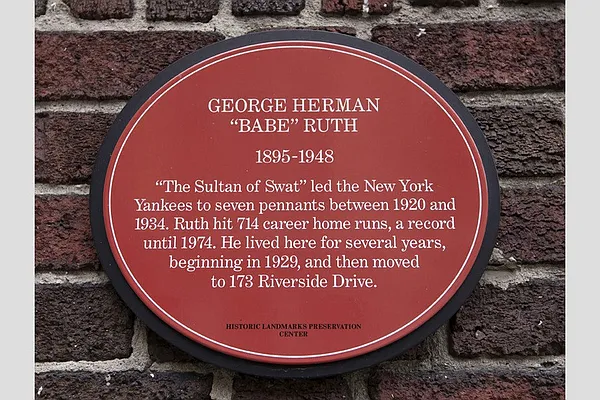 GEORGE HERMAN
“BABE” RUTH
1895-1948
“The Sultan of Swat” led the New York
Yankees to seven pennants between 1920 and
1934. Ruth hit 714 career home runs, a record
until 1974. He lived here for several years,
beginning in 1929, and then moved
to 173 Riverside Drive.
HISTORIC LANDMARKS PRESERVATION
CENTER